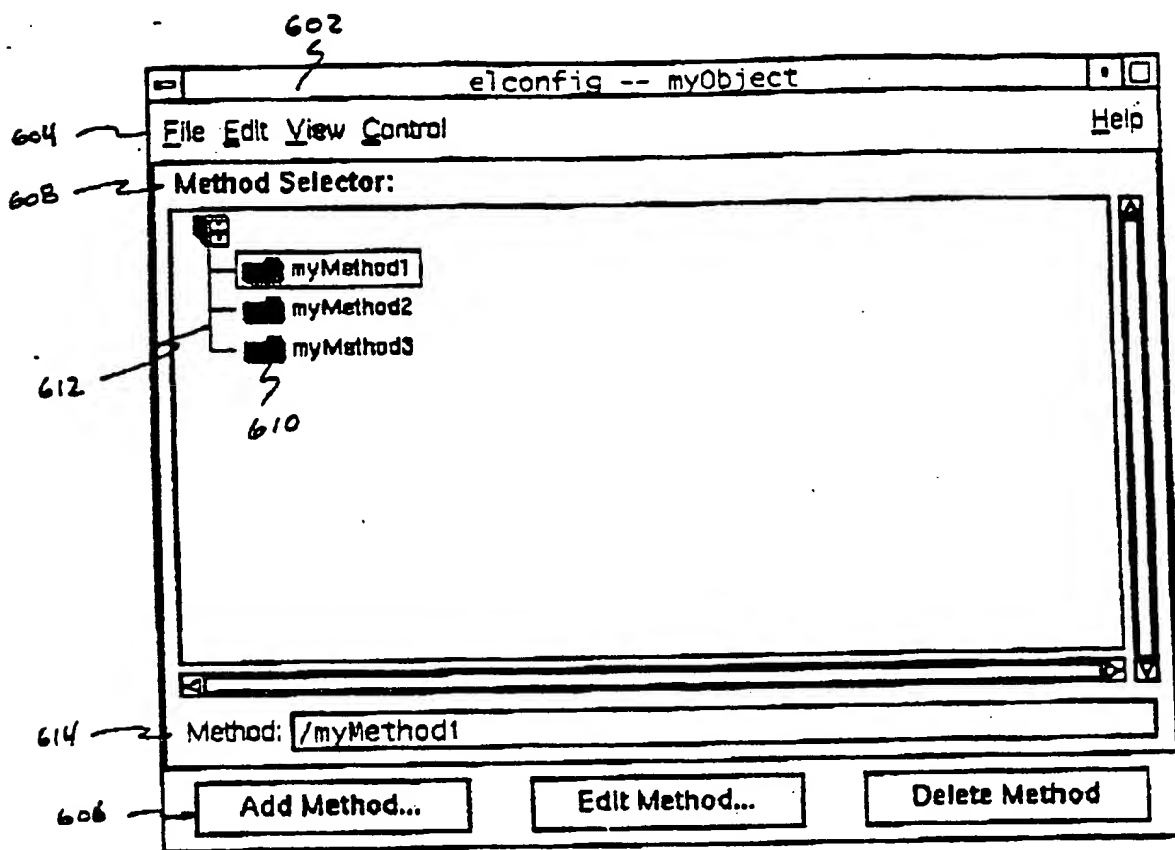 602
elconfig -- myObject
604
File Edit View Control Help
608
Method Selector:
myMethod1
myMethod2
myMethod3
612
610
614
Method: /myMethod1
606
Add Method... Edit Method... Delete Method